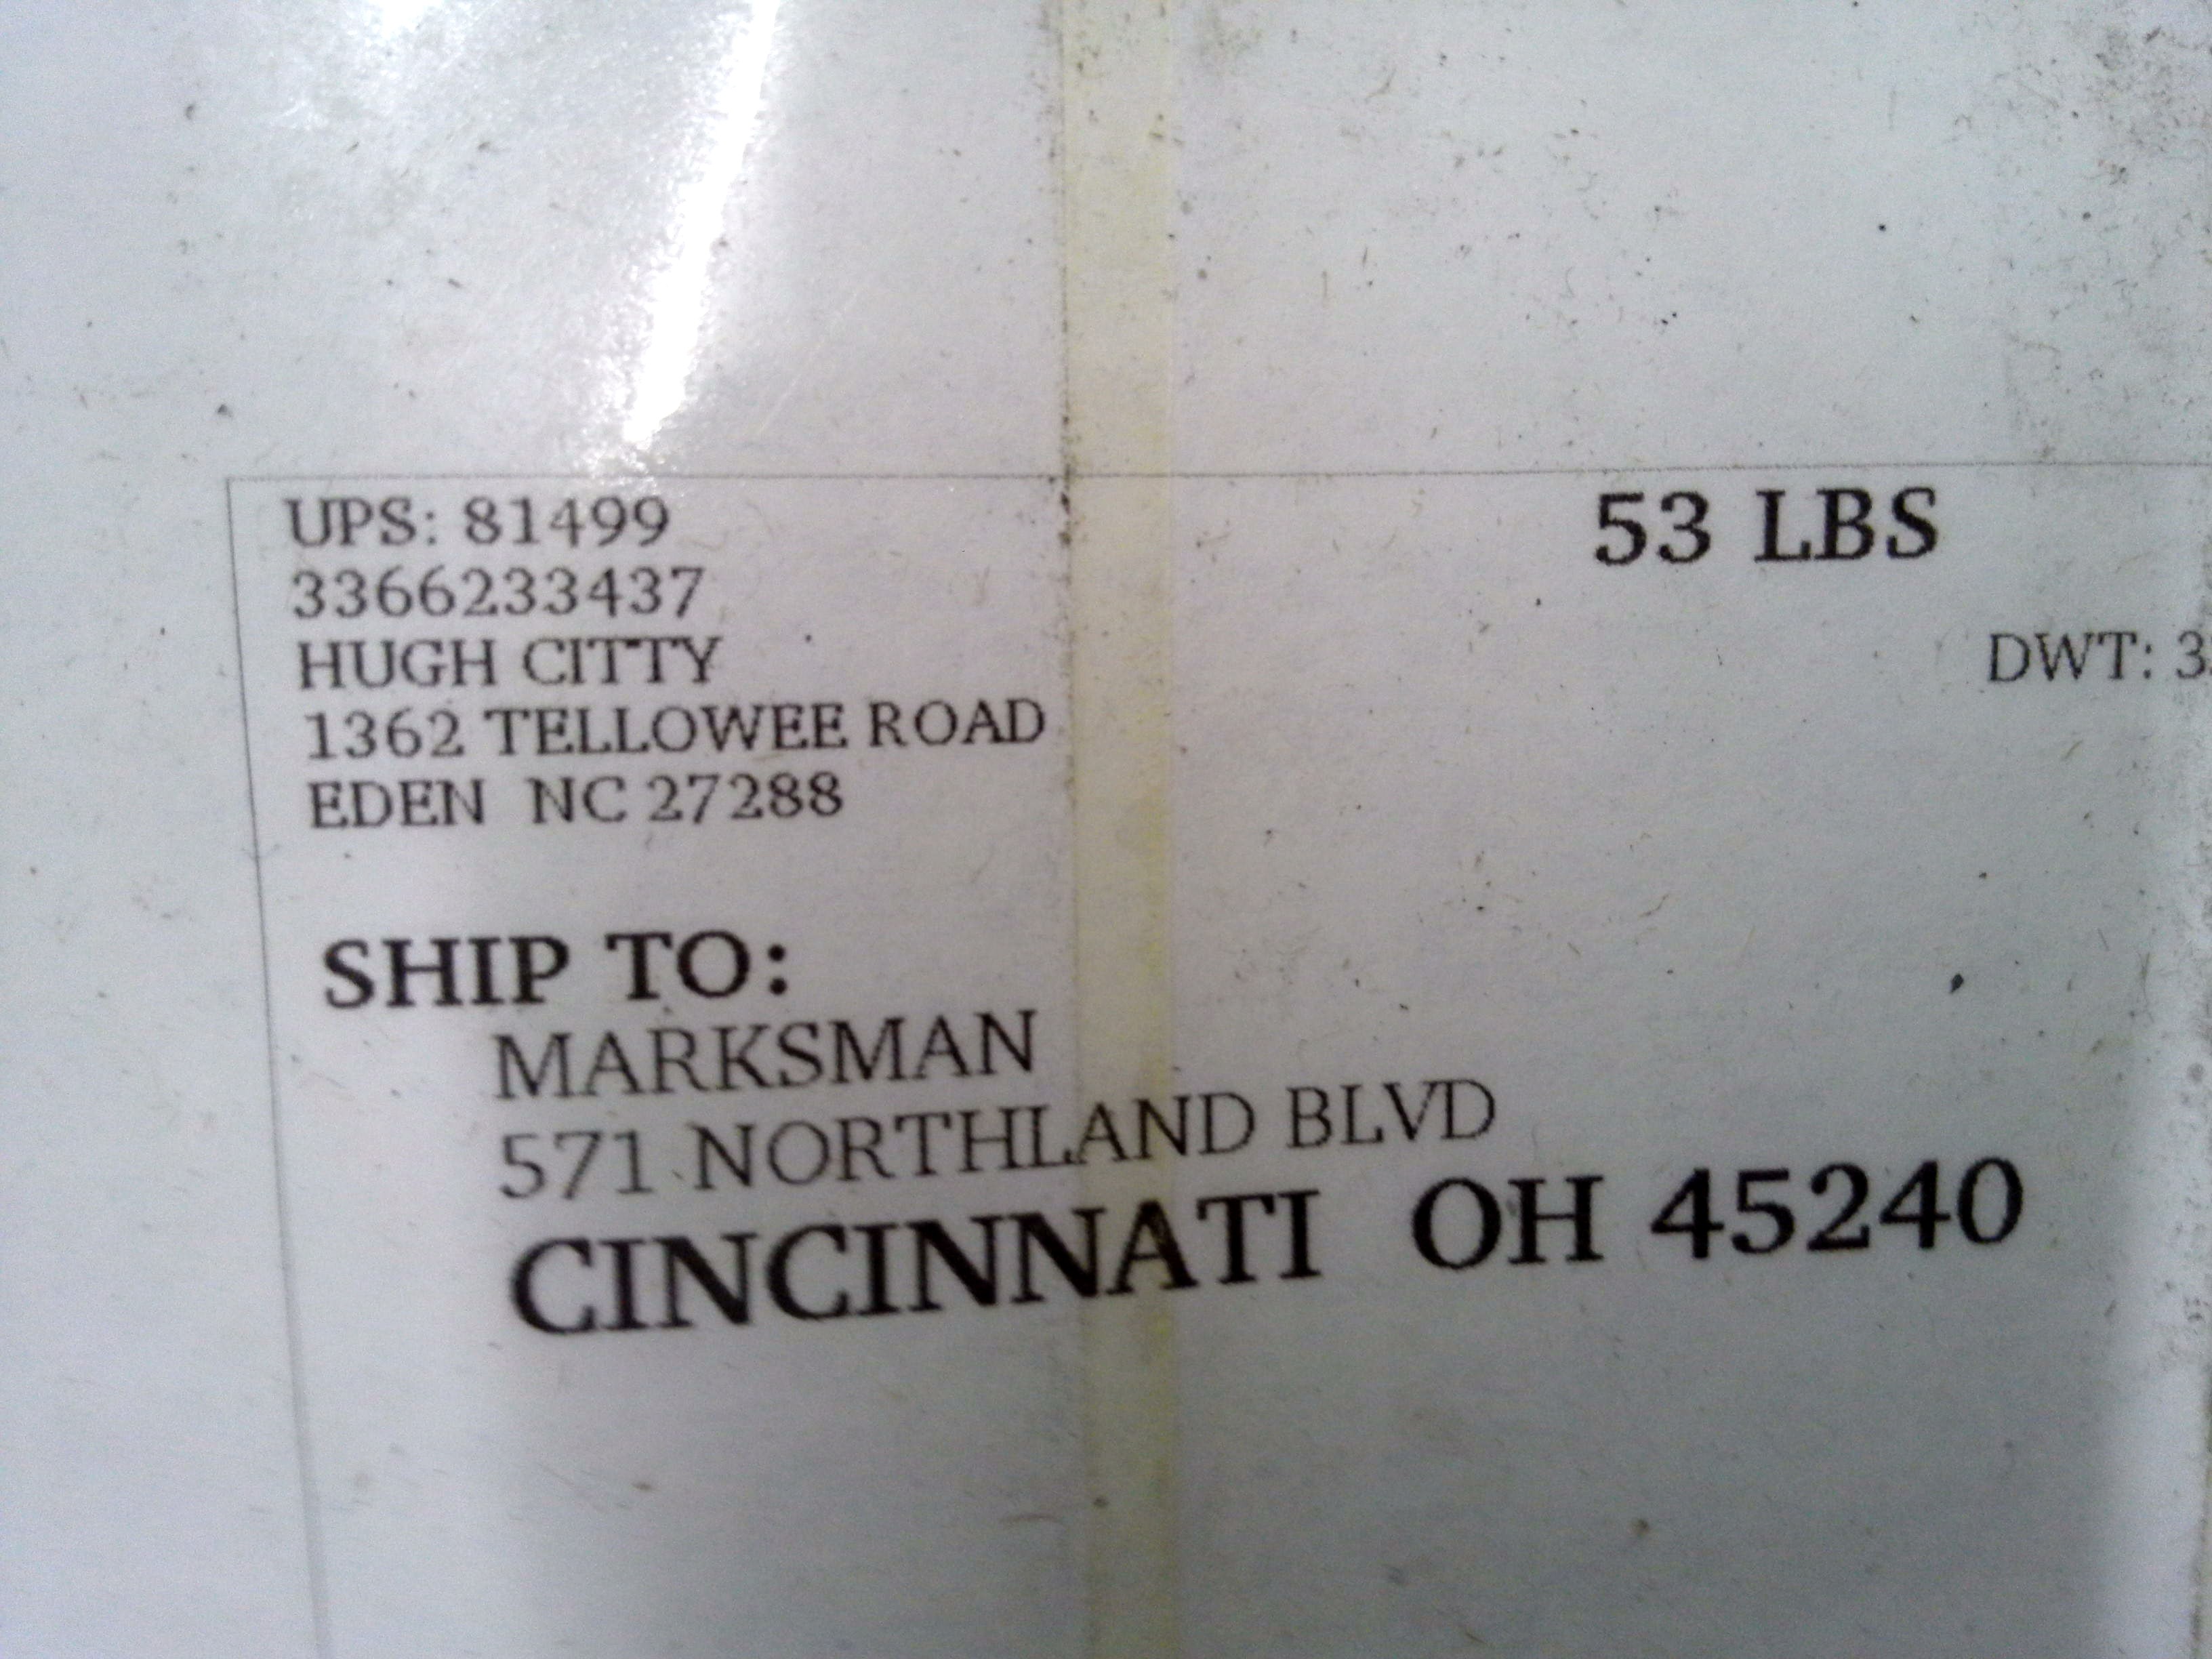 UPS: 81499
3366233437
HUGH CITTY
1362 TELLOWEE ROAD
EDEN NC 27288
53 LBS
DWT:
SHIP TO:
MARKSMAN
571 NORTHLAND BLVD
CINCINNATI OH 45240